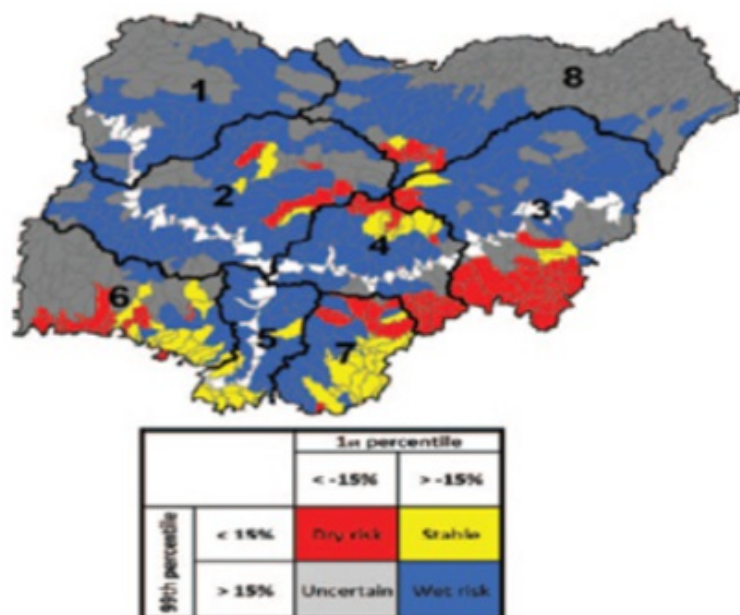 1
8
2
3
4
6
5
7
1st percentile
< -15% > -15%
99th percentile
< 15% Dry risk Stable
> 15% Uncertain Wet risk